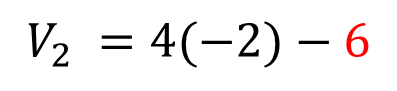 V₂ = 4(−2) − 6